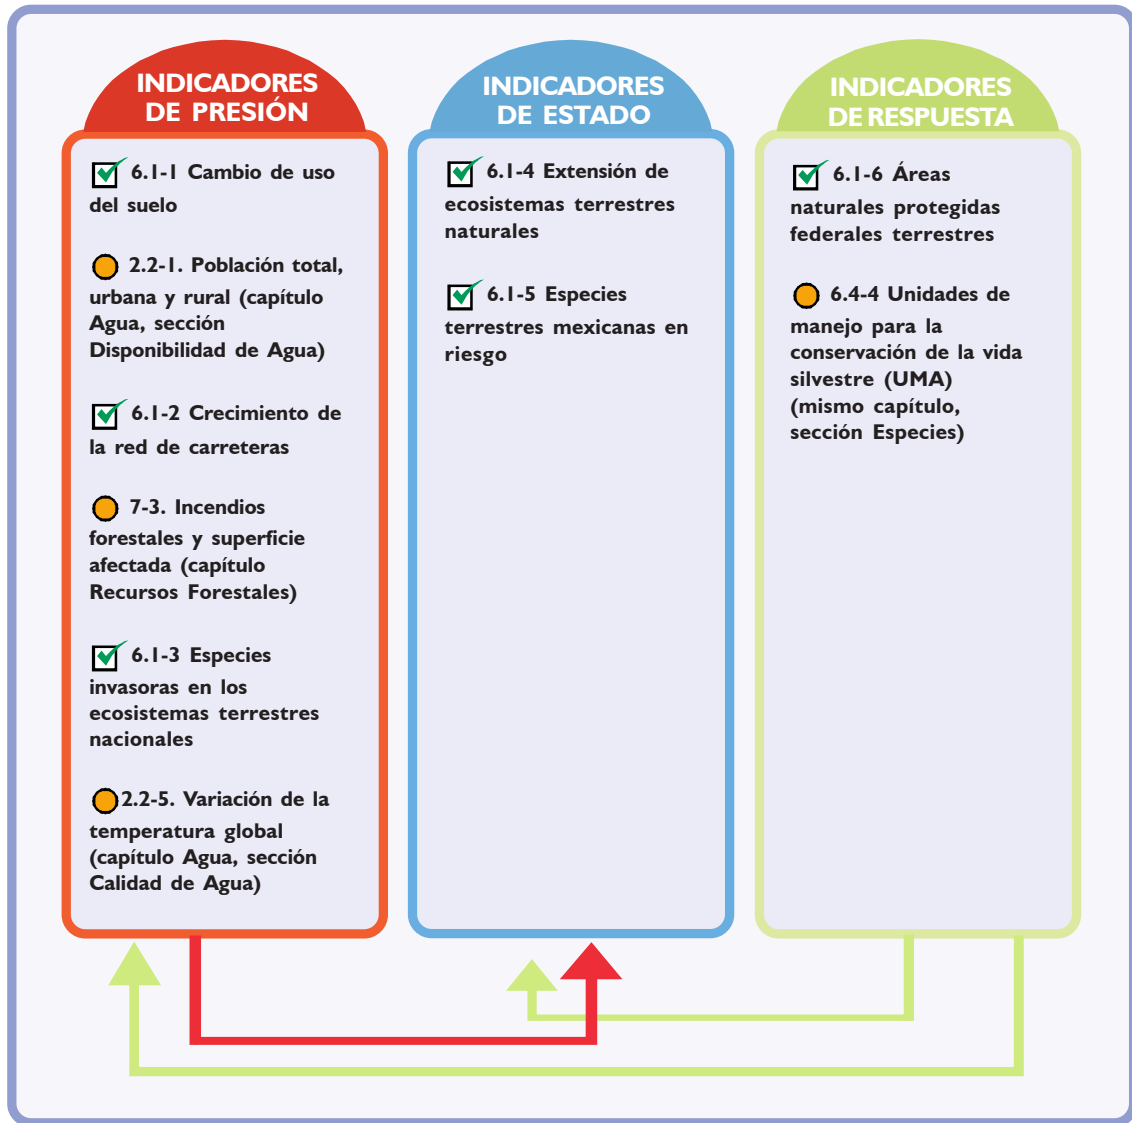 INDICADORES
DE PRESIÓN
6.1-1 Cambio de uso
del suelo
2.2-1. Población total,
urbana y rural (capítulo
Agua, sección
Disponibilidad de Agua)
6.1-2 Crecimiento de
la red de carreteras
7-3. Incendios
forestales y superficie
afectada (capítulo
Recursos Forestales)
6.1-3 Especies
invasoras en los
ecosistemas terrestres
nacionales
2.2-5. Variación de la
temperatura global
(capítulo Agua, sección
Calidad de Agua)
INDICADORES
DE ESTADO
6.1-4 Extensión de
ecosistemas terrestres
naturales
6.1-5 Especies
terrestres mexicanas en
riesgo
INDICADORES
DE RESPUESTA
6.1-6 Áreas
naturales protegidas
federales terrestres
6.4-4 Unidades de
manejo para la
conservación de la vida
silvestre (UMA)
(mismo capítulo,
sección Especies)